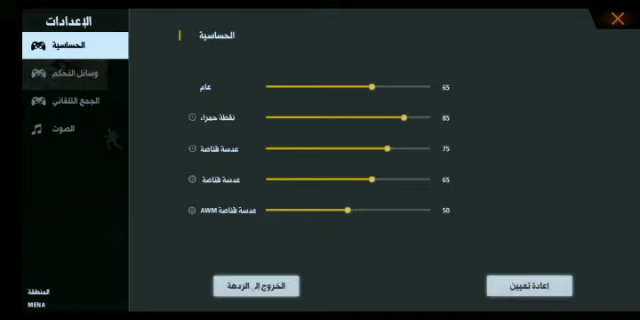 الإعدادات
الحساسية
وسائل التحكم
الجمع التلقائي
الصوت
المنطقة
MENA
الحساسية
عام 65
نقطة حمراء 85
عدسة قناصة 75
عدسة قناصة 65
عدسة قناصة AWM 50
الخروج إلى الردهة
إعادة تعيين